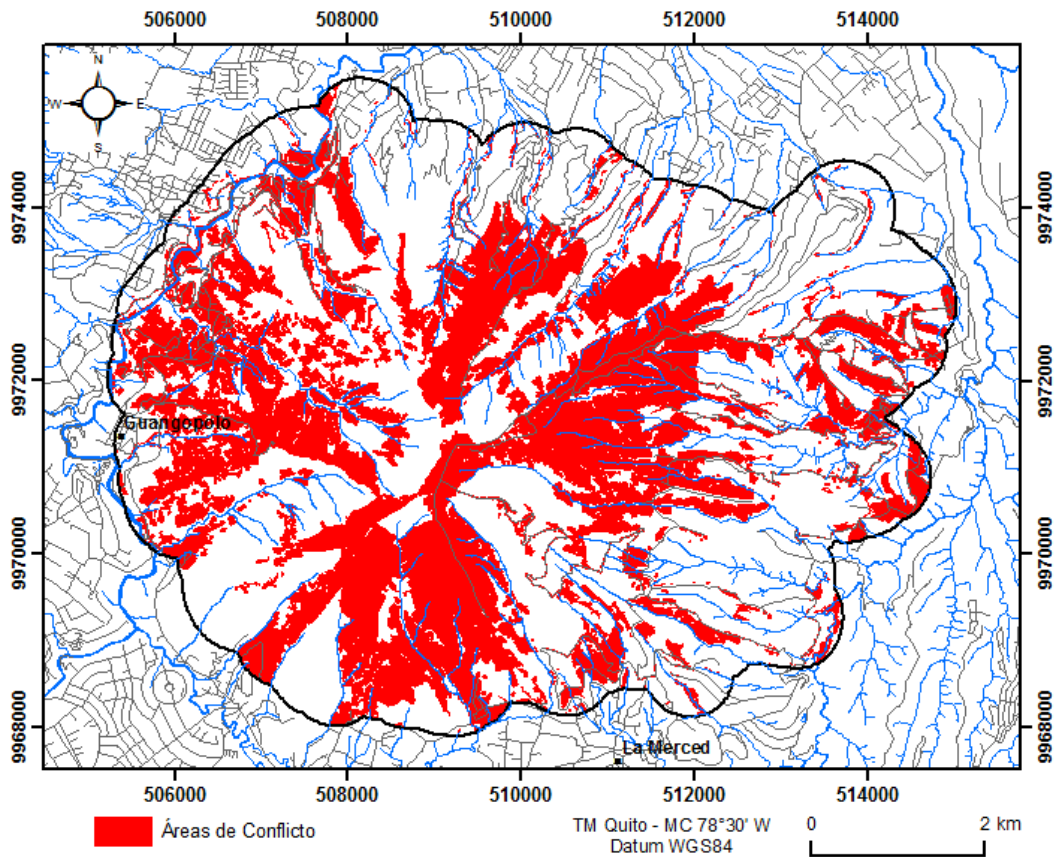 506000 508000 510000 512000 514000
N
W E
S
9974000 9974000
9972000 9972000
Guangopolo
9970000 9970000
9968000 9968000
La Merced
506000 508000 510000 512000 514000
Áreas de Conflicto
TM Quito - MC 78°30' W
Datum WGS84
0 2 km